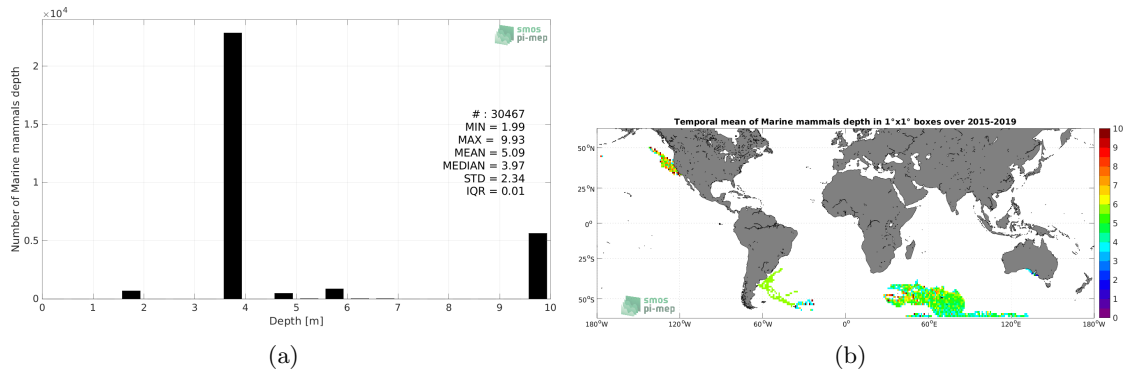 ×10⁴
smos
pi-mep
2
1.5
1
0.5
0
Number of Marine mammals depth
# : 30467
MIN = 1.99
MAX = 9.93
MEAN = 5.09
MEDIAN = 3.97
STD = 2.34
IQR = 0.01
0 1 2 3 4 5 6 7 8 9 10
Depth [m]
(a)
Temporal mean of Marine mammals depth in 1°x1° boxes over 2015-2019
50°N
25°N
0°
25°S
50°S
180°W 120°W 60°W 0° 60°E 120°E 180°W
smos
pi-mep
10
9
8
7
6
5
4
3
2
1
0
(b)